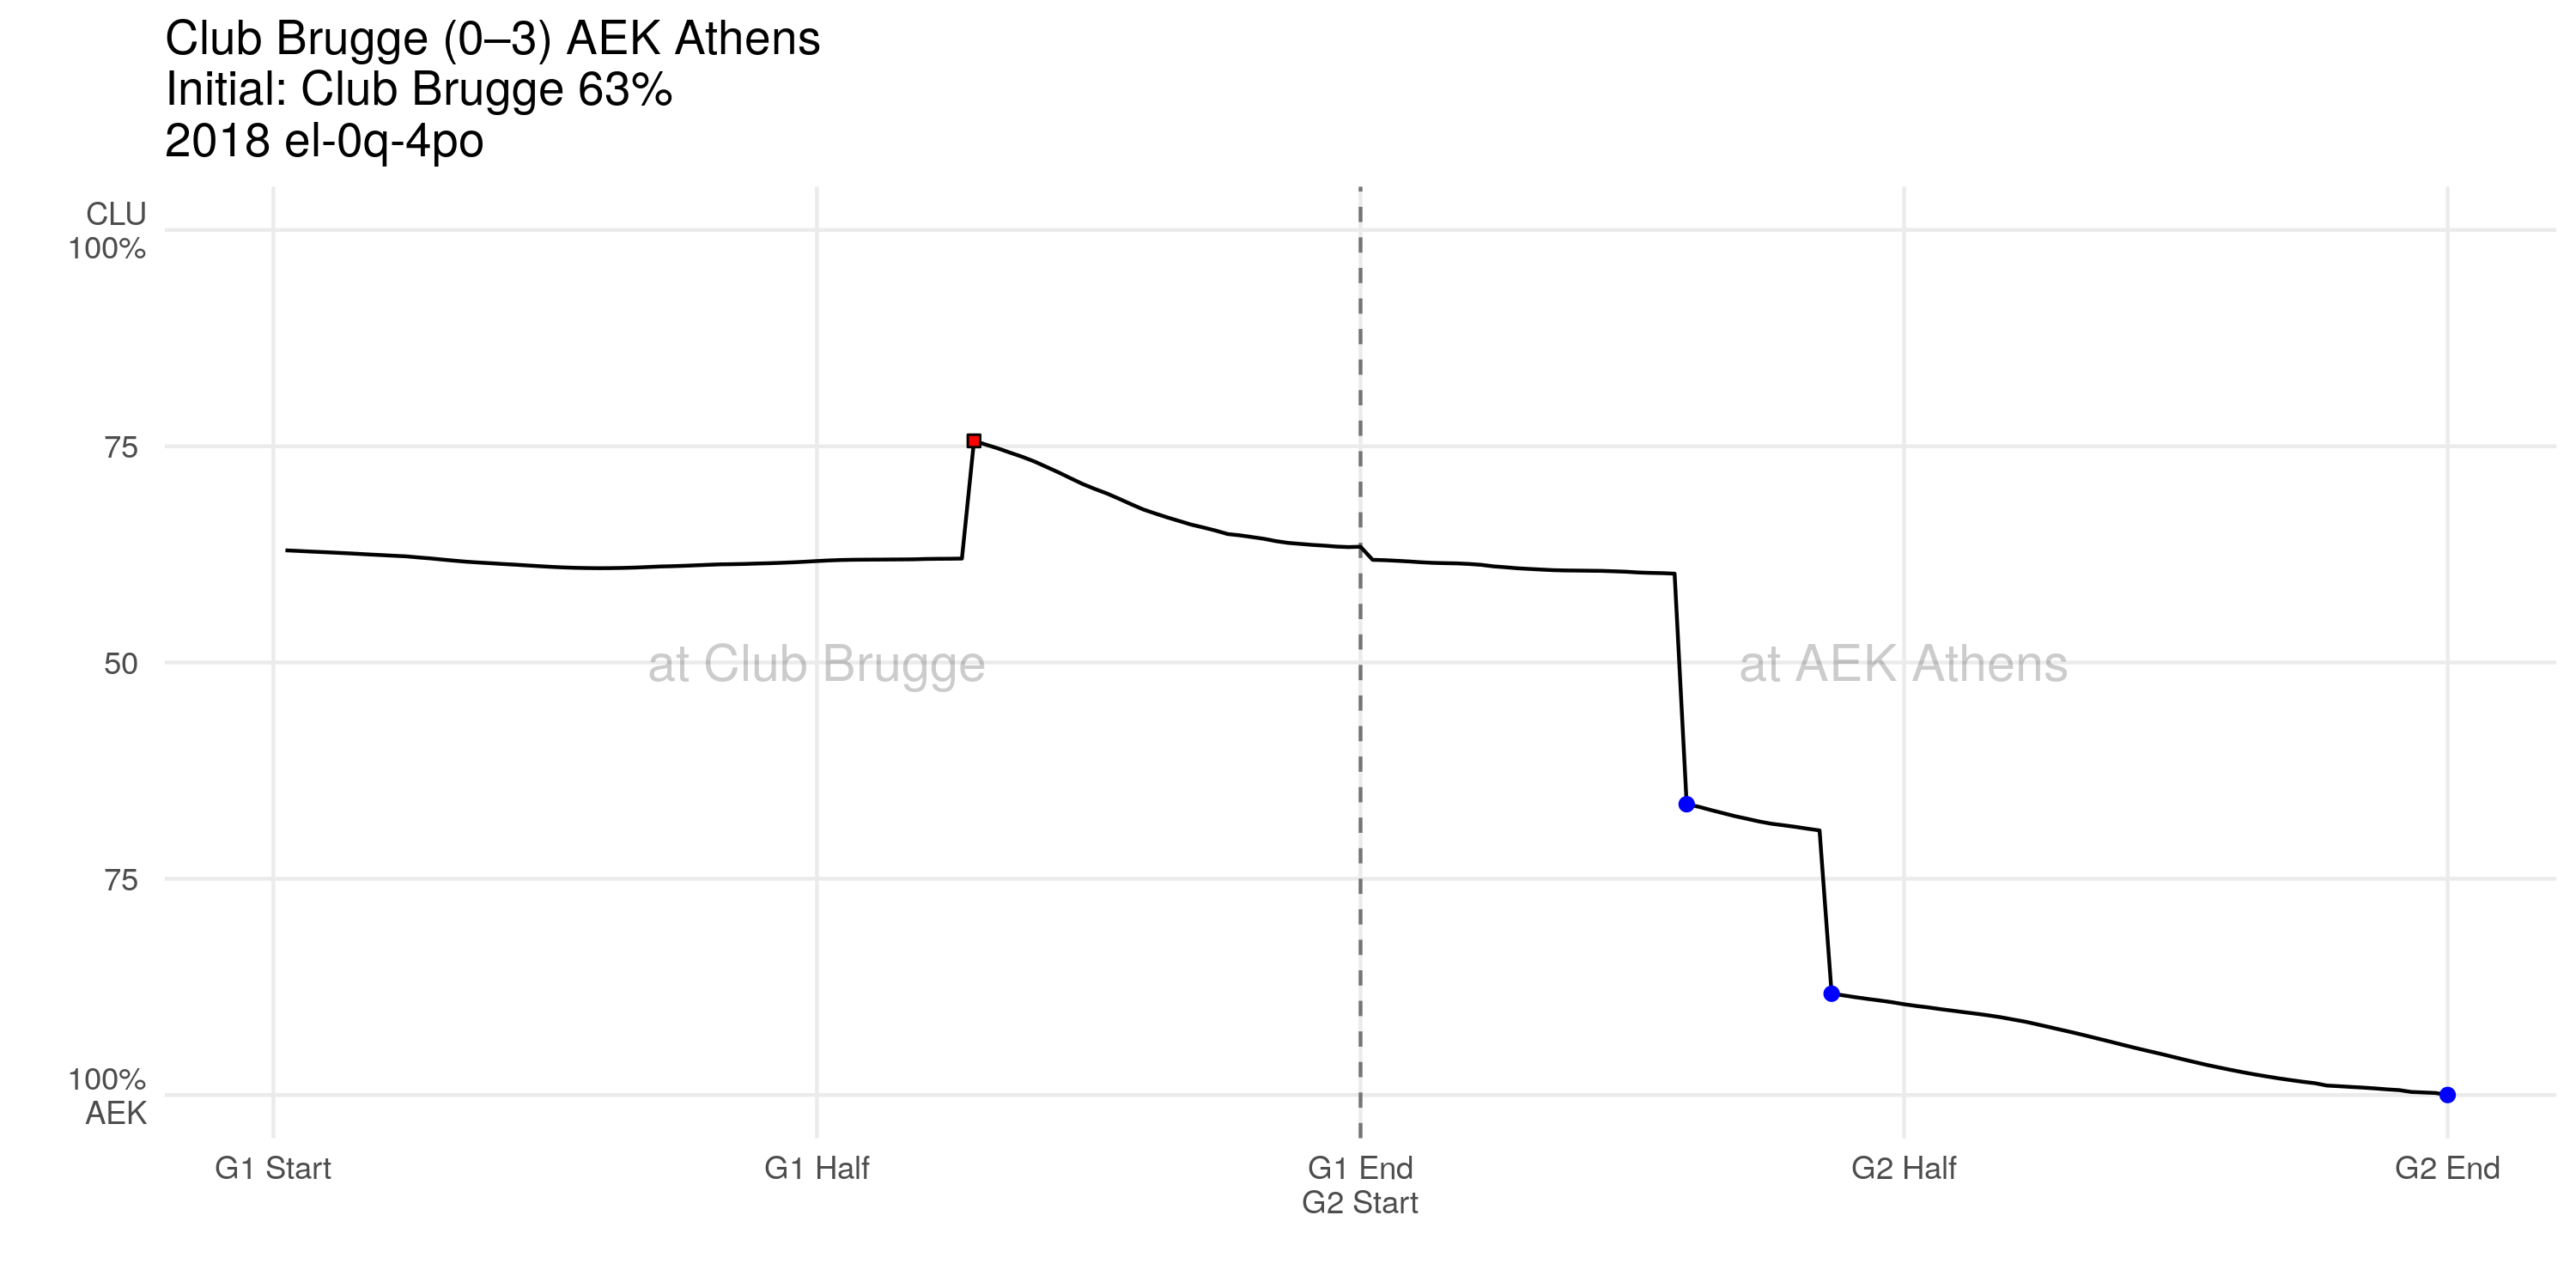 Club Brugge (0–3) AEK Athens
Initial: Club Brugge 63%
2018 el-0q-4po
CLU
100%
75
50
75
100%
AEK
at Club Brugge
at AEK Athens
G1 Start
G1 Half
G1 End
G2 Start
G2 Half
G2 End